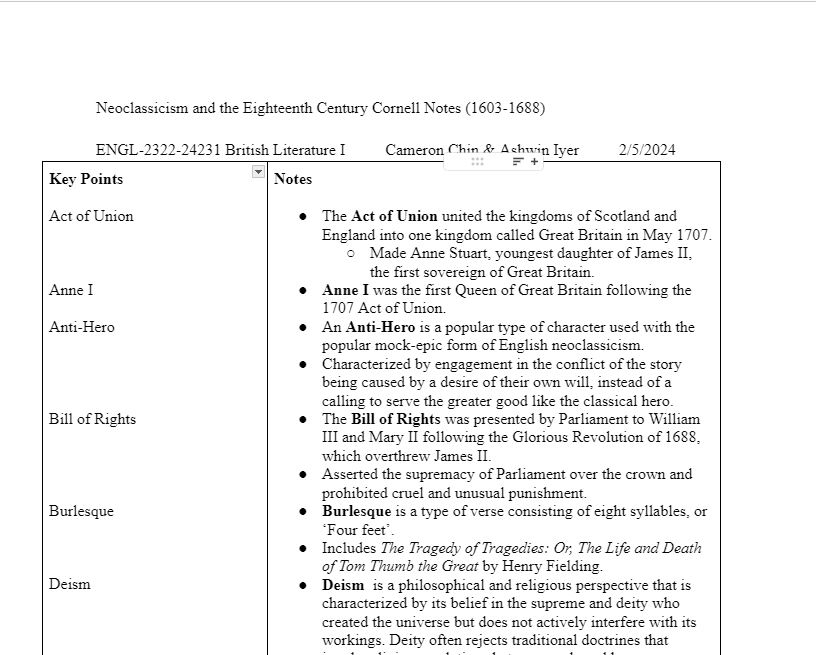 Neoclassicism and the Eighteenth Century Cornell Notes (1603-1688)
ENGL-2322-24231 British Literature I Cameron Chin & Ashwin Iyer 2/5/2024
Key Points
Notes
Act of Union
● The Act of Union united the kingdoms of Scotland and
England into one kingdom called Great Britain in May 1707.
○ Made Anne Stuart, youngest daughter of James II,
the first sovereign of Great Britain.
Anne I
● Anne I was the first Queen of Great Britain following the
1707 Act of Union.
Anti-Hero
● An Anti-Hero is a popular type of character used with the
popular mock-epic form of English neoclassicism.
● Characterized by engagement in the conflict of the story
being caused by a desire of their own will, instead of a
calling to serve the greater good like the classical hero.
Bill of Rights
● The Bill of Rights was presented by Parliament to William
III and Mary II following the Glorious Revolution of 1688,
which overthrew James II.
● Asserted the supremacy of Parliament over the crown and
prohibited cruel and unusual punishment.
Burlesque
● Burlesque is a type of verse consisting of eight syllables, or
‘Four feet’.
● Includes The Tragedy of Tragedies: Or, The Life and Death
of Tom Thumb the Great by Henry Fielding.
Deism
● Deism is a philosophical and religious perspective that is
characterized by its belief in the supreme and deity who
created the universe but does not actively interfere with its
workings. Deity often rejects traditional doctrines that